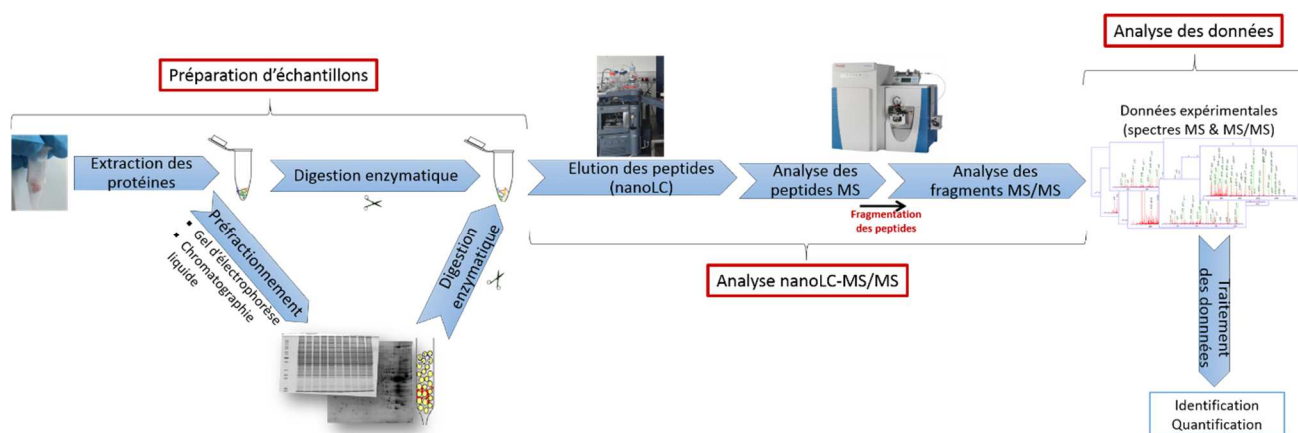 Préparation d’échantillons
Extraction des
protéines
Digestion enzymatique
Préfractionnement
▪ Gel d’électrophorèse
▪ Chromatographie
liquide
Digestion
enzymatique
Elution des peptides
(nanoLC)
Analyse des
peptides MS
Fragmentation
des peptides
Analyse des
fragments MS/MS
Analyse nanoLC-MS/MS
Analyse des données
Données expérimentales
(spectres MS & MS/MS)
Traitement
des donnnées
Identification
Quantification